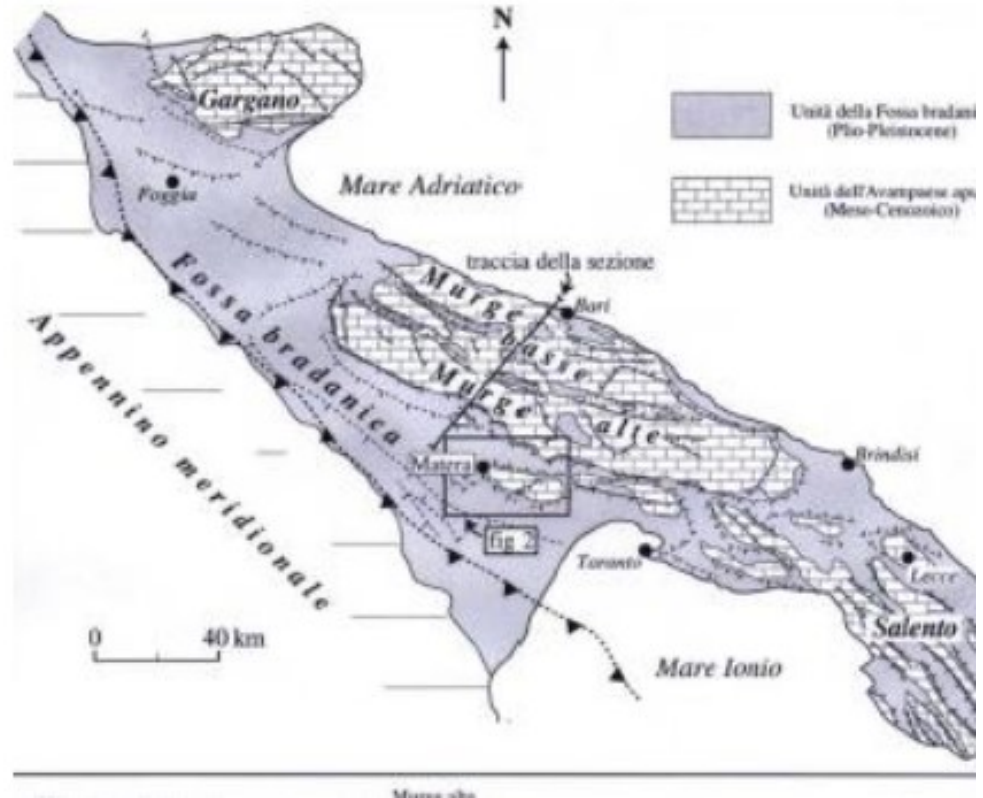 N
Gargano
Unità della Fossa bradani
(Plio-Pleistocene)
Foggia
Mare Adriatico
Unità dell'Avampaese apu
(Meso-Cenozoico)
traccia della sezione
Bari
Murge basse
Fossa bradanica
Murge alte
Appennino meridionale
Matera
Brindisi
fig 2
Taranto
Lecce
Salento
0 40 km
Mare Ionio
Murge alte